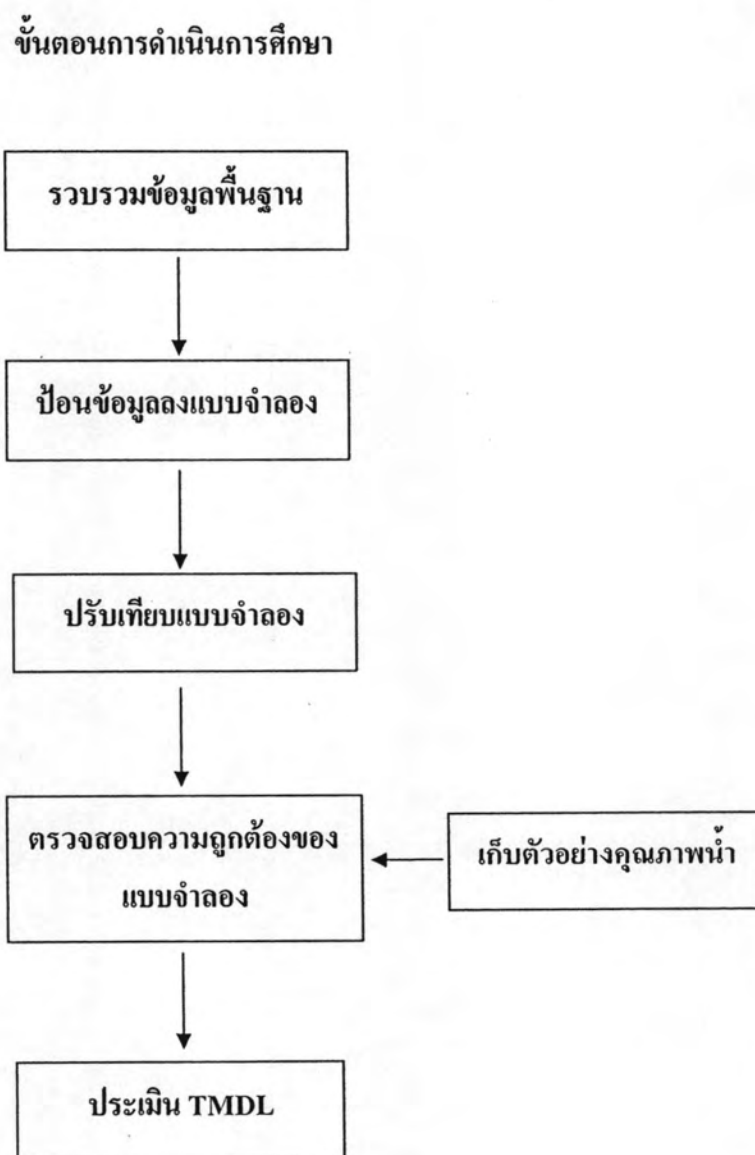 ขั้นตอนการดำเนินการศึกษา
รวบรวมข้อมูลพื้นฐาน
ป้อนข้อมูลลงแบบจำลอง
ปรับเทียบแบบจำลอง
ตรวจสอบความถูกต้องของ
แบบจำลอง
เก็บตัวอย่างคุณภาพน้ำ
ประเมิน TMDL